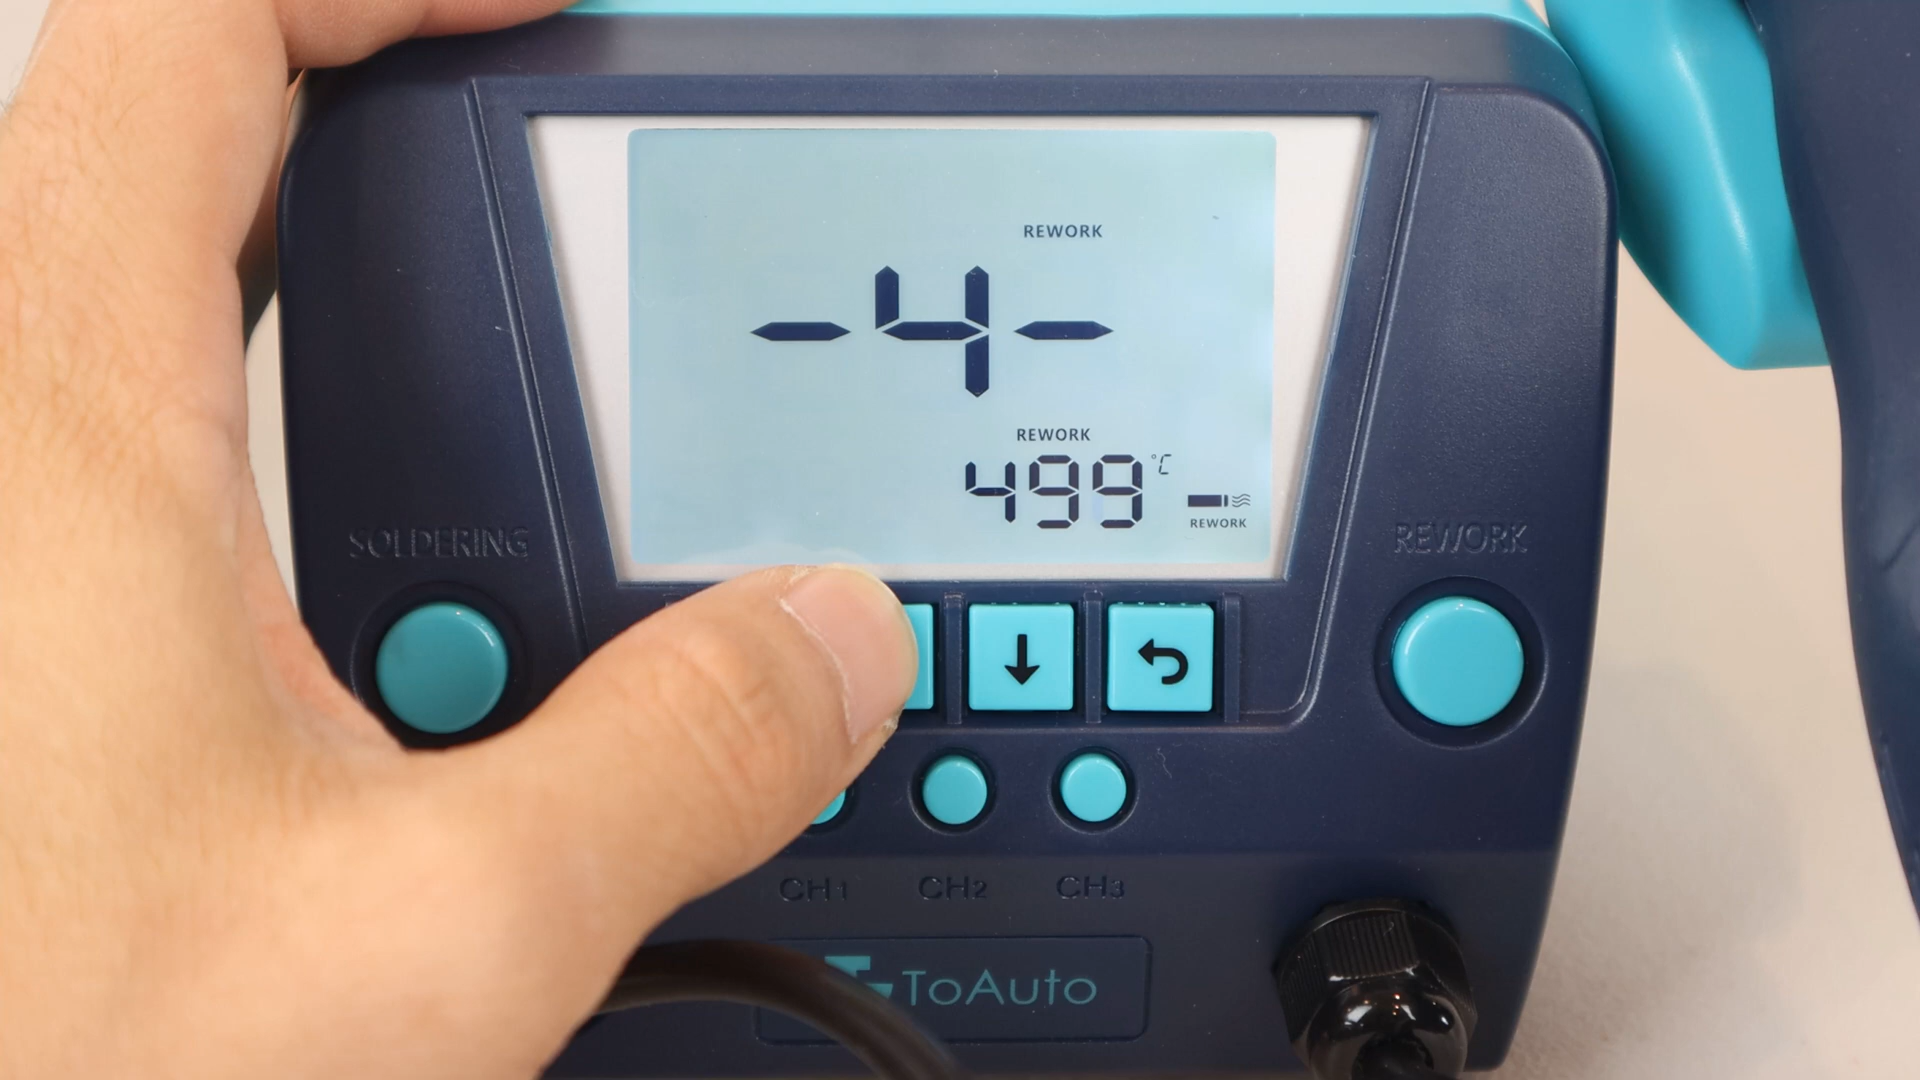 REWORK
-4-
REWORK
499 °C
REWORK
SOLDERING
REWORK
↓
CH1 CH2 CH3
ToAuto